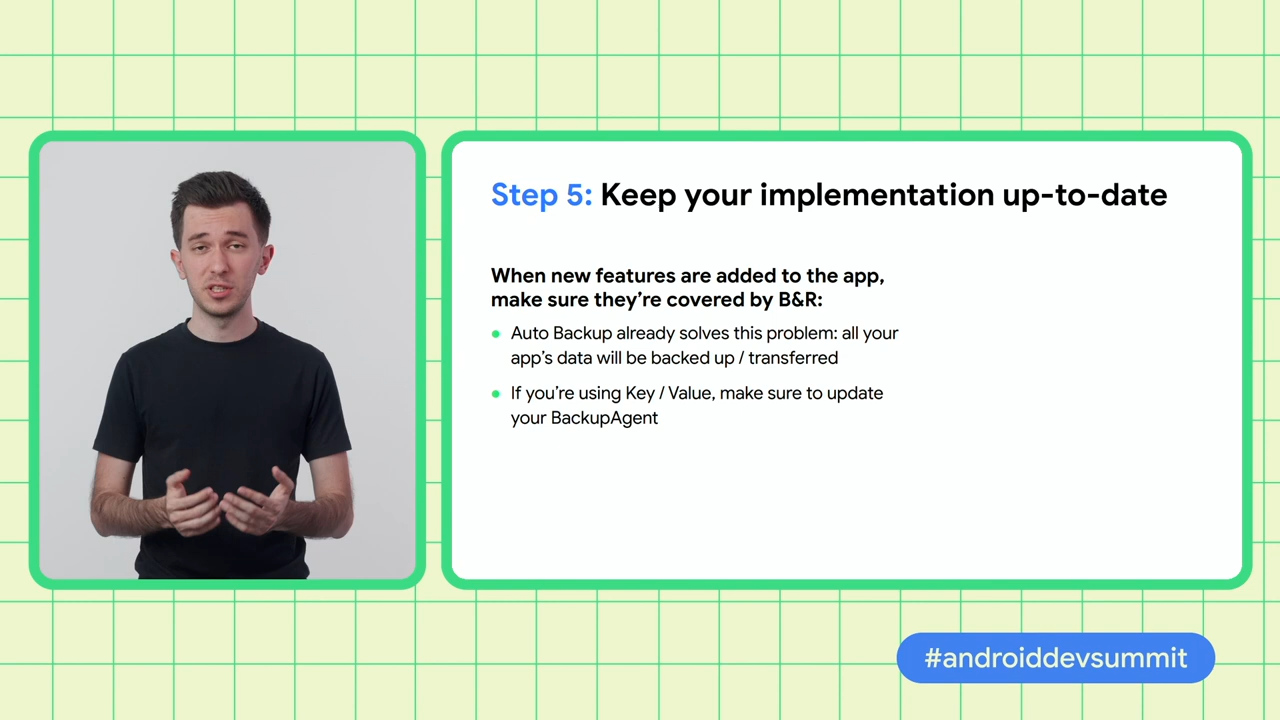 Step 5: Keep your implementation up-to-date
When new features are added to the app,
make sure they’re covered by B&R:
Auto Backup already solves this problem: all your
app’s data will be backed up / transferred
If you’re using Key / Value, make sure to update
your BackupAgent
#androiddevsummit